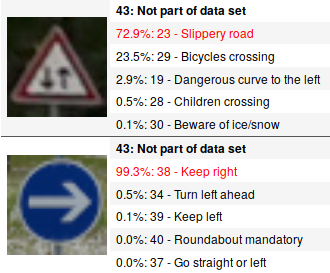 43: Not part of data set
72.9%: 23 - Slippery road
23.5%: 29 - Bicycles crossing
2.9%: 19 - Dangerous curve to the left
0.5%: 28 - Children crossing
0.1%: 30 - Beware of ice/snow
43: Not part of data set
99.3%: 38 - Keep right
0.5%: 34 - Turn left ahead
0.1%: 39 - Keep left
0.0%: 40 - Roundabout mandatory
0.0%: 37 - Go straight or left